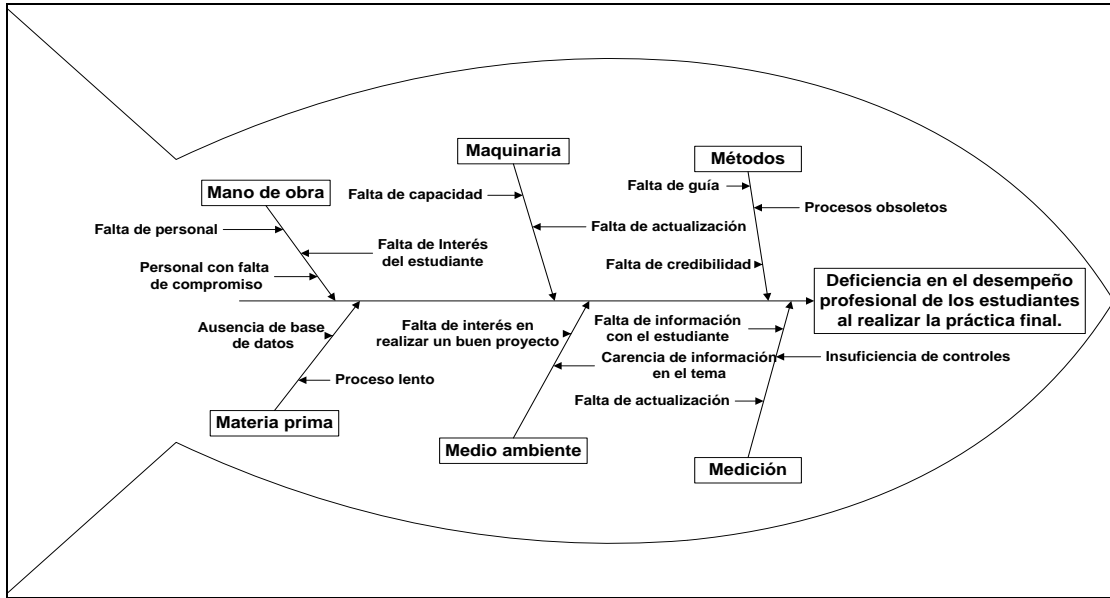 Maquinaria
Métodos
Mano de obra
Falta de capacidad
Falta de guía
Procesos obsoletos
Falta de personal
Falta de actualización
Falta de Interés
del estudiante
Personal con falta
de compromiso
Falta de credibilidad
Deficiencia en el desempeño
profesional de los estudiantes
al realizar la práctica final.
Ausencia de base
de datos
Falta de interés en
realizar un buen proyecto
Falta de información
con el estudiante
Carencia de información
en el tema
Insuficiencia de controles
Proceso lento
Falta de actualización
Materia prima
Medio ambiente
Medición